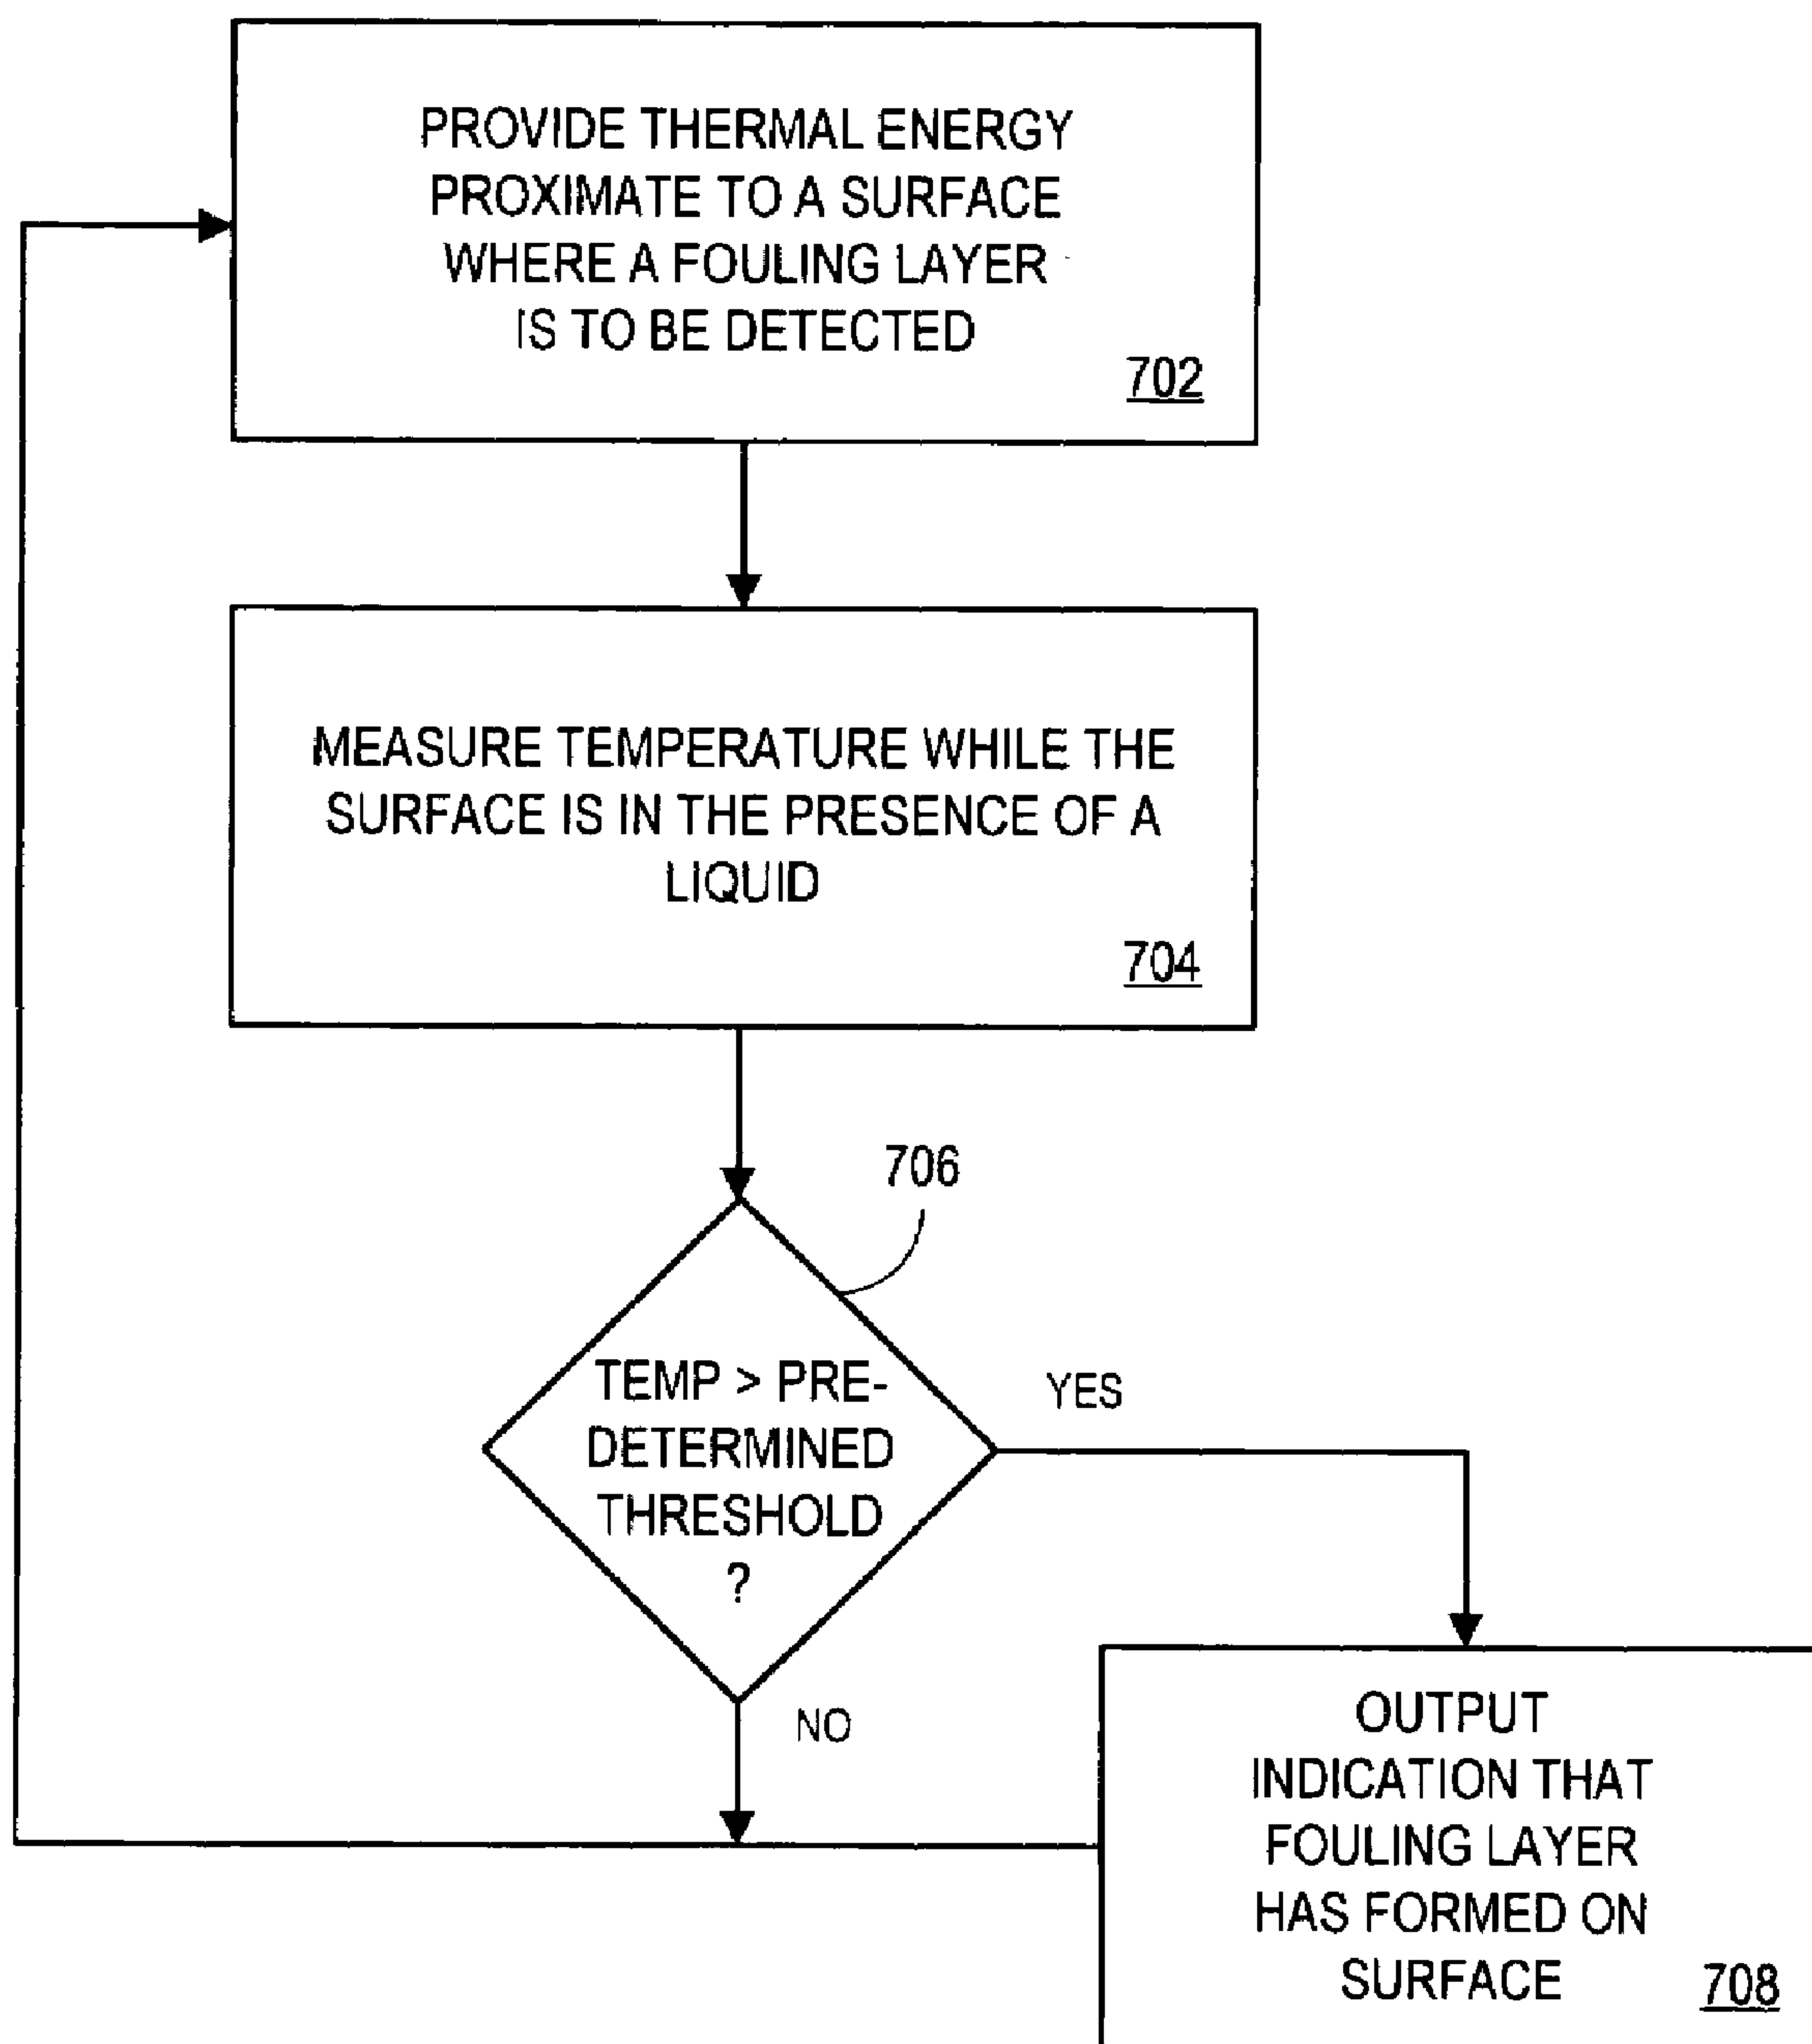 PROVIDE THERMAL ENERGY
PROXIMATE TO A SURFACE
WHERE A FOULING LAYER
IS TO BE DETECTED
702
MEASURE TEMPERATURE WHILE THE
SURFACE IS IN THE PRESENCE OF A
LIQUID
704
706
TEMP > PRE-
DETERMINED
THRESHOLD
?
YES
NO
OUTPUT
INDICATION THAT
FOULING LAYER
HAS FORMED ON
SURFACE
708